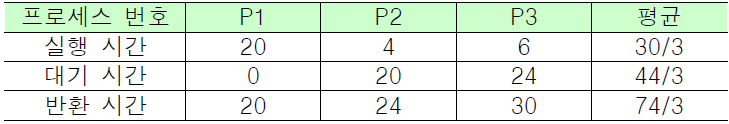 프로세스 번호 P1 P2 P3 평균
실행 시간 20 4 6 30/3
대기 시간 0 20 24 44/3
반환 시간 20 24 30 74/3